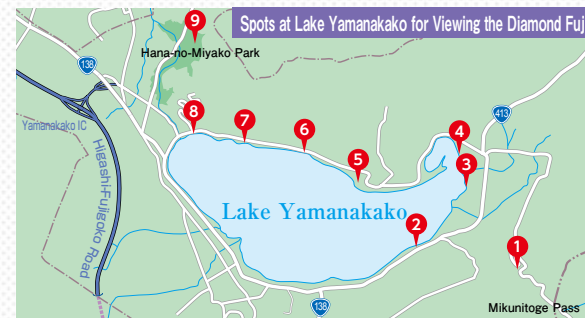 Spots at Lake Yamanakako for Viewing the Diamond Fuj
9
Hana-no-Miyako Park
138
413
Yamanakako IC
8
7
6
5
4
3
Higashi-Fujigoko Road
Lake Yamanakako
2
1
138
Mikunitoge Pass